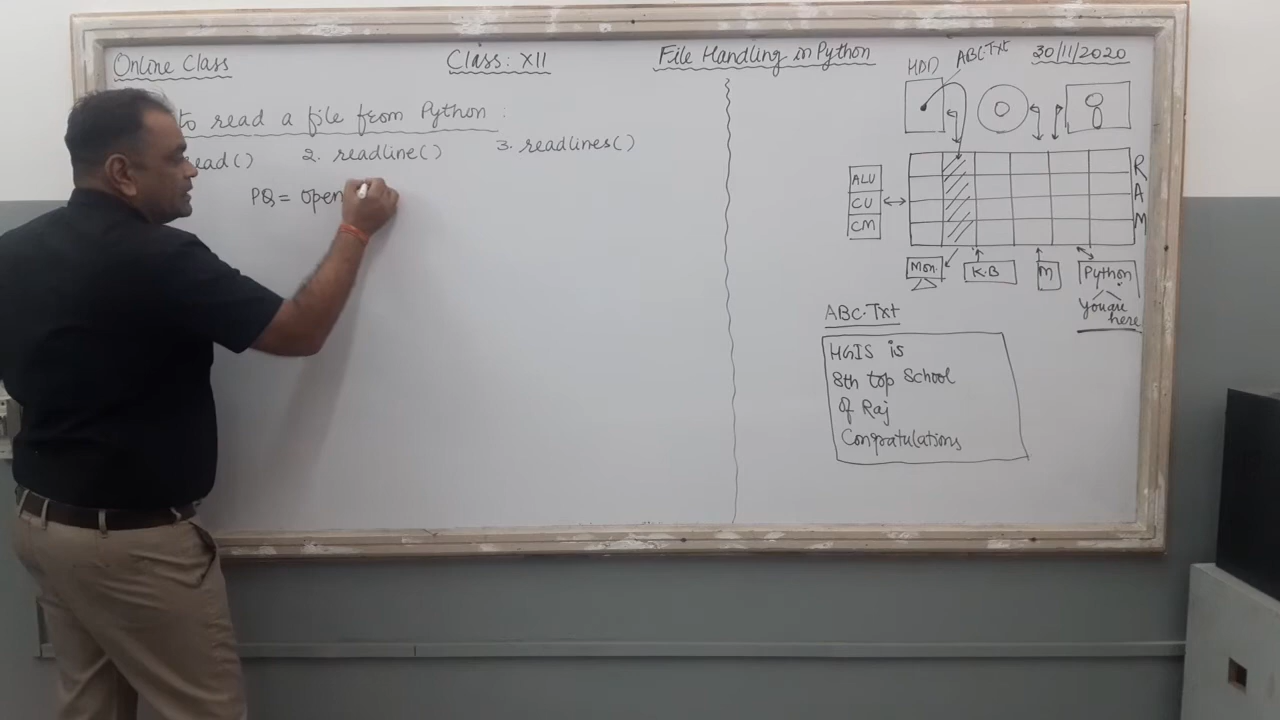 Online Class
Class: XII
File Handling in Python
30/11/2020
to read a file from Python :
read()
2. readline()
3. readlines()
PQ = open
HDD
ABC.Txt
ALU
CU
CM
RAM
Mon.
K.B
M
Python
you are
here
ABC.Txt
HGIS is
8th top School
of Raj
Congratulations